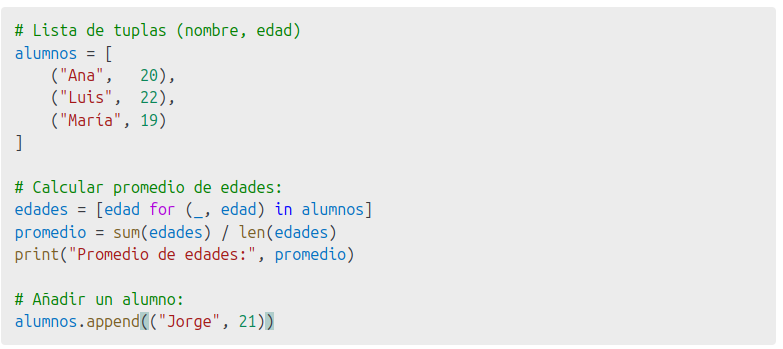 # Lista de tuplas (nombre, edad)
alumnos = [
    ("Ana",   20),
    ("Luis",  22),
    ("María", 19)
]

# Calcular promedio de edades:
edades = [edad for (_, edad) in alumnos]
promedio = sum(edades) / len(edades)
print("Promedio de edades:", promedio)

# Añadir un alumno:
alumnos.append(("Jorge", 21))